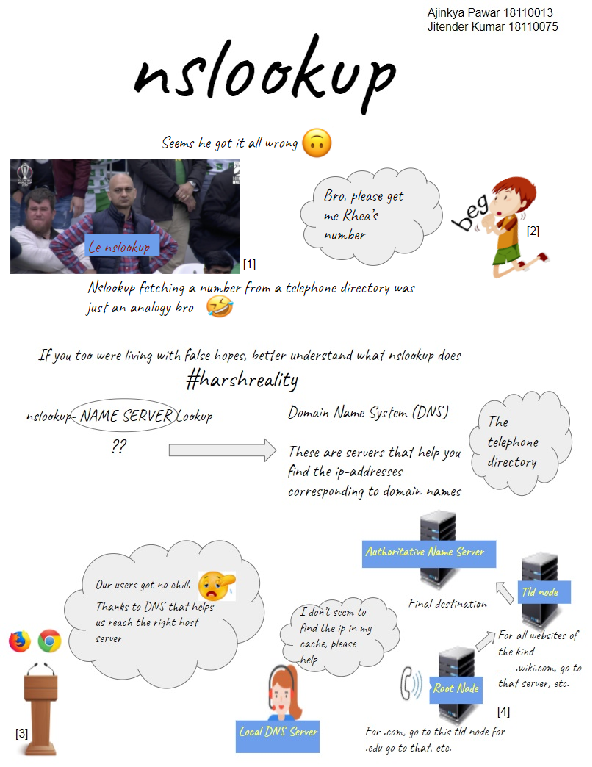 Ajinkya Pawar 18110013
Jitender Kumar 18110075
nslookup
Seems he got it all wrong
Le nslookup
[1]
Bro, please get
me Rhea's
number
beg
[2]
Nslookup fetching a number from a telephone directory was
just an analogy bro
If you too were living with false hopes, better understand what nslookup does
#harshreality
nslookup- NAME SERVER Lookup
??
Domain Name System (DNS)
These are servers that help you
find the ip-addresses
corresponding to domain names
The
telephone
directory
Our users got no chill.
Thanks to DNS that helps
us reach the right host
server
[3]
I don't seem to
find the ip in my
cache, please
help
Local DNS Server
Authoritative Name Server
Final destination
Tld node
For all websites of
the kind
.wiki.com, go to
that server, etc.
Root Node
[4]
For .com, go to this tld node for
.edu go to that, etc.